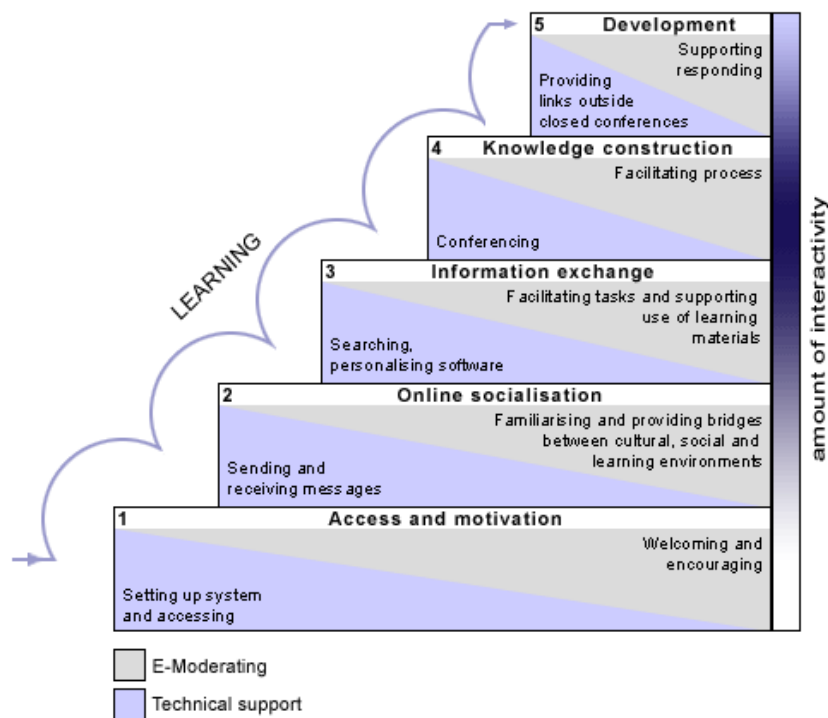 5 Development
Supporting
responding
Providing
links outside
closed conferences
4 Knowledge construction
Facilitating process
Conferencing
3 Information exchange
Facilitating tasks and supporting
use of learning
materials
Searching,
personalising software
2 Online socialisation
Familiarising and providing bridges
between cultural, social and
learning environments
Sending and
receiving messages
1 Access and motivation
Welcoming and
encouraging
Setting up system
and accessing
LEARNING
amount of interactivity
E-Moderating
Technical support